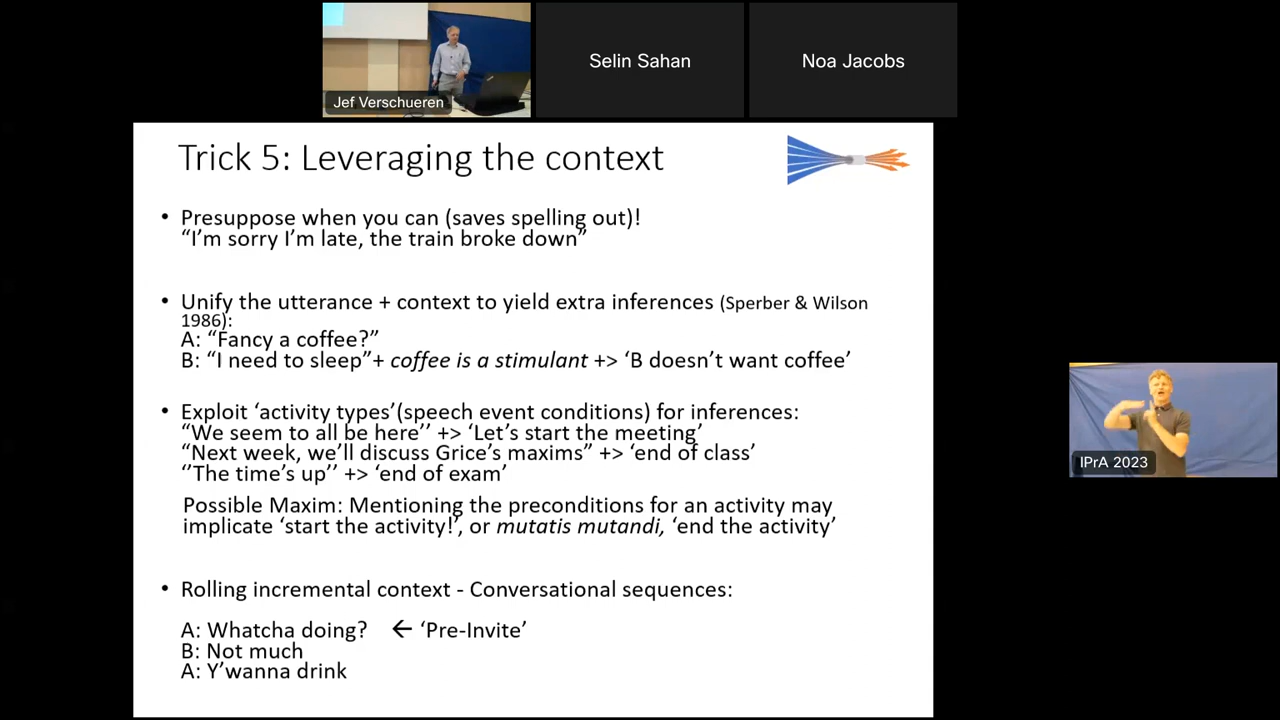 Jef Verschueren
Selin Sahan
Noa Jacobs
Trick 5: Leveraging the context
• Presuppose when you can (saves spelling out)!
“I’m sorry I’m late, the train broke down”
• Unify the utterance + context to yield extra inferences (Sperber & Wilson
1986):
A: “Fancy a coffee?”
B: “I need to sleep”+ coffee is a stimulant +> ‘B doesn’t want coffee’
• Exploit ‘activity types’(speech event conditions) for inferences:
“We seem to all be here’’ +> ‘Let’s start the meeting’
“Next week, we’ll discuss Grice’s maxims” +> ‘end of class’
‘’The time’s up’’ +> ‘end of exam’
Possible Maxim: Mentioning the preconditions for an activity may
implicate ‘start the activity!’, or mutatis mutandi, ‘end the activity’
• Rolling incremental context - Conversational sequences:
A: Whatcha doing? ← ‘Pre-Invite’
B: Not much
A: Y’wanna drink
IPrA 2023